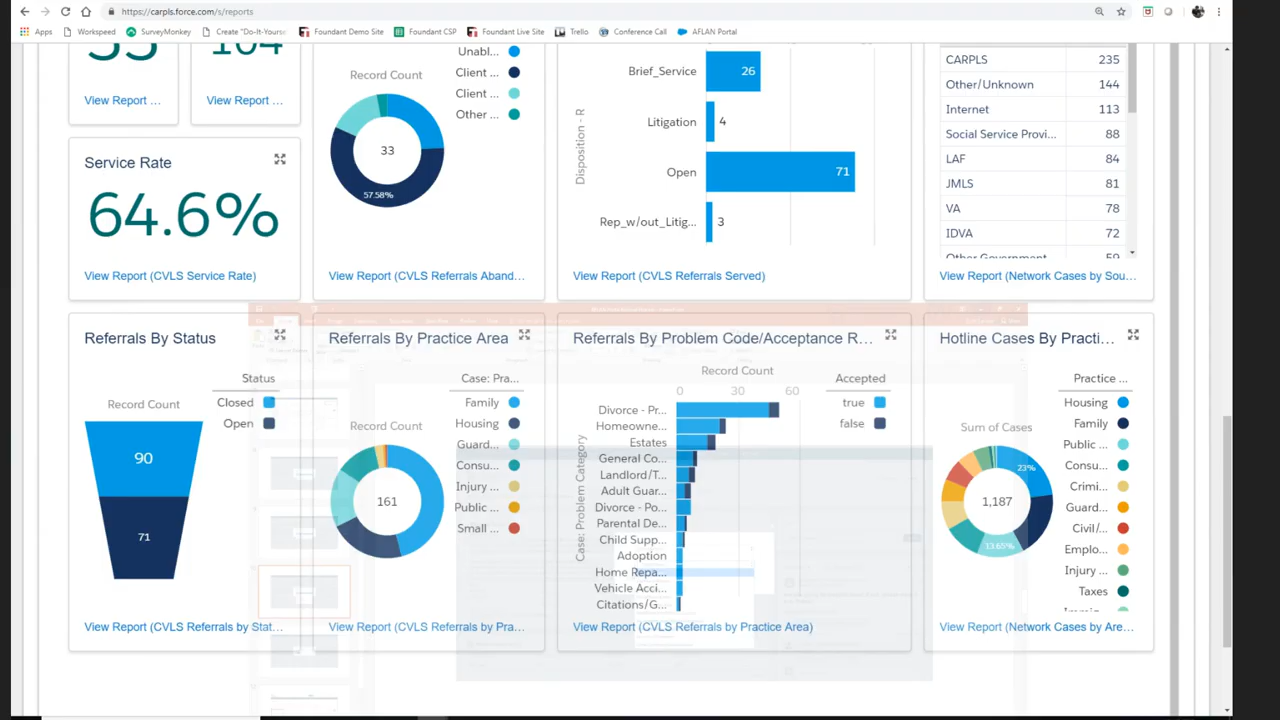 https://carpls.force.com/s/reports
Apps
Workspeed
SurveyMonkey
Create "Do-It-Yours
Foundant Demo Site
Foundant CSP
Foundant Live Site
Trello
Conference Call
AFLAN Portal
View Report ...
View Report ...
Service Rate
64.6%
View Report (CVLS Service Rate)
Record Count
Unabl...
Client ...
Client ...
Other ...
33
57.58%
View Report (CVLS Referrals Aband...
Disposition - R
Brief_Service
26
Litigation
4
Open
71
Rep_w/out_Litig...
3
View Report (CVLS Referrals Served)
CARPLS 235
Other/Unknown 144
Internet 113
Social Service Provi... 88
LAF 84
JMLS 81
VA 78
IDVA 72
Other Government 59
View Report (Network Cases by Sou...
Referrals By Status
Status
Closed
Open
Record Count
90
71
View Report (CVLS Referrals by Stat...
Referrals By Practice Area
Case: Pra...
Family
Housing
Guard...
Consu...
Injury ...
Public ...
Small ...
Record Count
161
View Report (CVLS Referrals by Pra...
Referrals By Problem Code/Acceptance R...
Record Count
0 30 60
Accepted
true
false
Case: Problem Category
Divorce - Pr...
Homeowne...
Estates
General Co...
Landlord/T...
Adult Guar...
Divorce - Po...
Parental De...
Child Supp...
Adoption
Home Repa...
Vehicle Acci...
Citations/G...
View Report (CVLS Referrals by Practice Area)
Hotline Cases By Practi...
Practice ...
Housing
Family
Public ...
Consu...
Crimi...
Guard...
Civil/...
Emplo...
Injury ...
Taxes
Sum of Cases
23%
1,187
13.65%
View Report (Network Cases by Are...